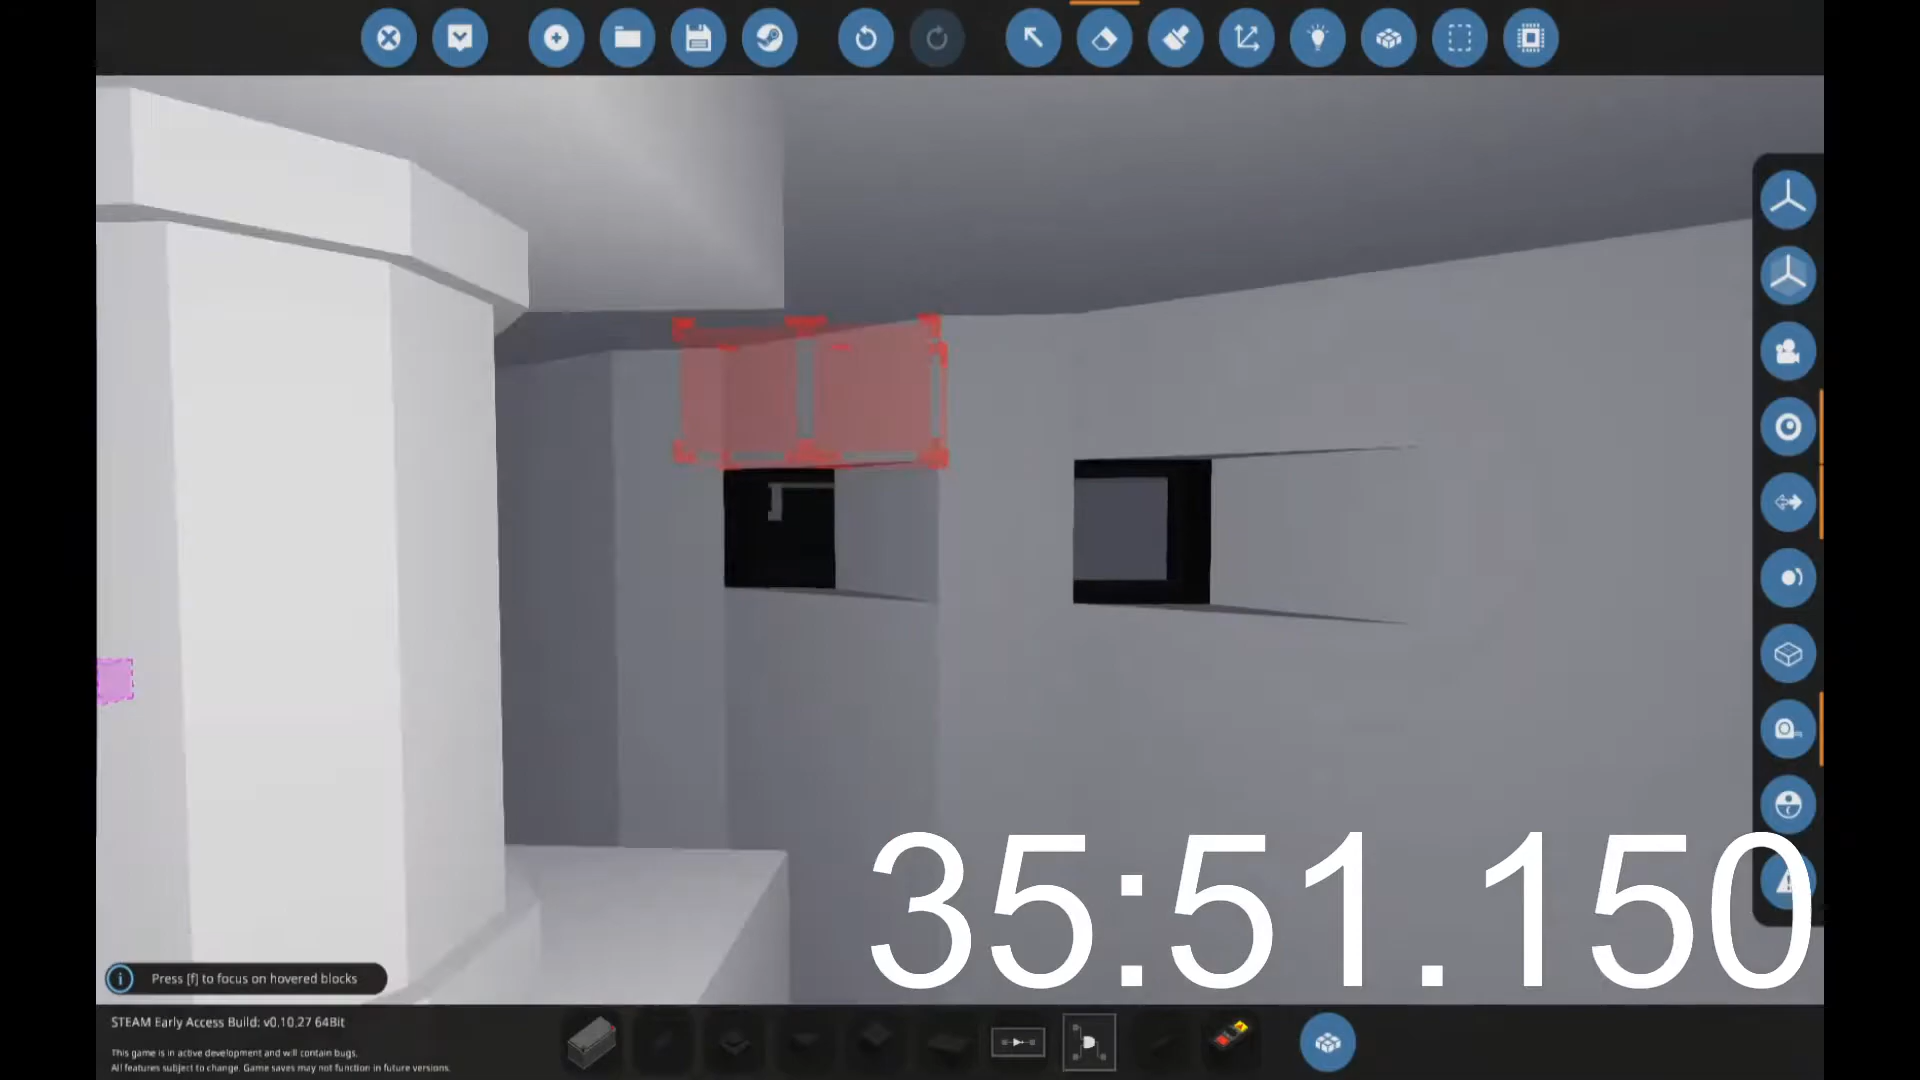 35:51.150
Press [f] to focus on hovered blocks
STEAM Early Access Build: v0.10.27 64Bit
This game is in active development and will contain bugs.
All features subject to change. Game saves may not function in future versions.